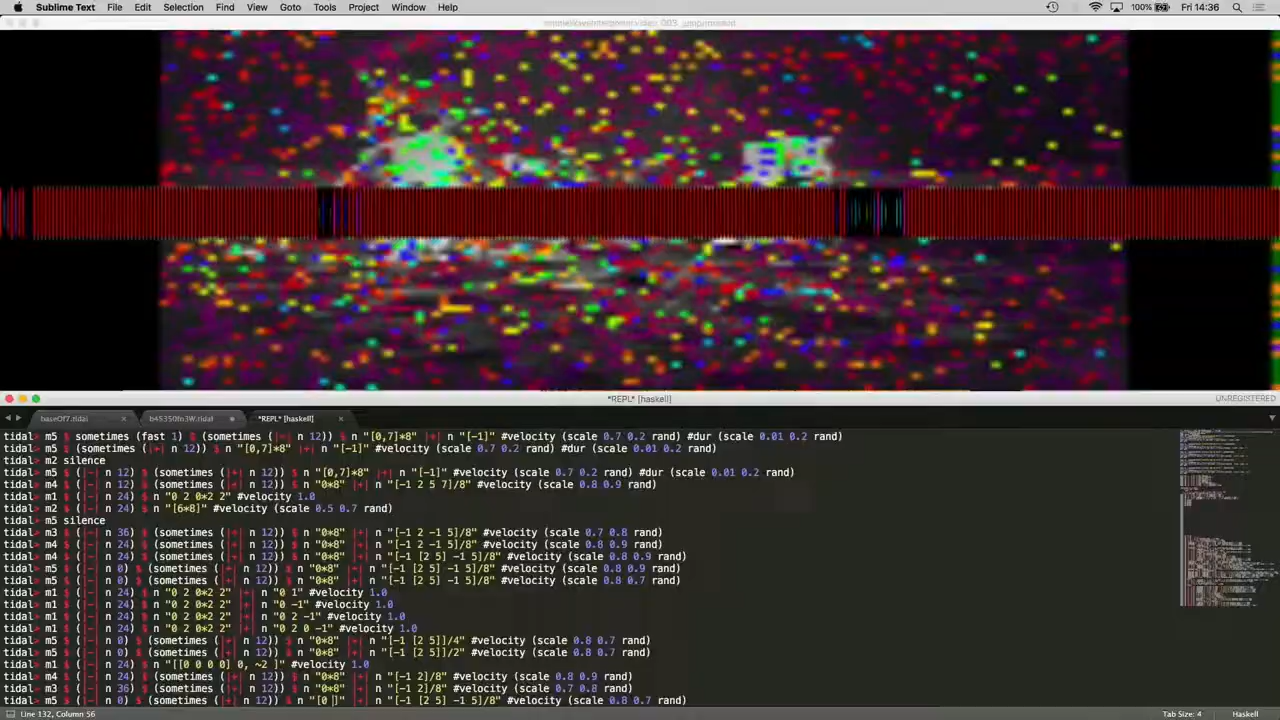 Sublime Text File Edit Selection Find View Goto Tools Project Window Help 100% Fri 14:36
*REPL* [haskell] UNREGISTERED
*REPL* [haskell]
tidal> m5 $ sometimes (fast 1) $ (sometimes (|+| n 12)) $ n "[0,7]*8" |+| n "[-1]" #velocity (scale 0.7 0.2 rand) #dur (scale 0.01 0.2 rand)
tidal> m5 $ (sometimes (|+| n 12)) $ n "[0,7]*8" |+| n "[-1]" #velocity (scale 0.7 0.2 rand) #dur (scale 0.01 0.2 rand)
tidal> m2 silence
tidal> m5 $ (|-| n 12) $ (sometimes (|+| n 12)) $ n "[0,7]*8" |+| n "[-1]" #velocity (scale 0.7 0.2 rand) #dur (scale 0.01 0.2 rand)
tidal> m4 $ (|-| n 12) $ (sometimes (|+| n 12)) $ n "0*8" |+| n "[-1 2 5 7]/8" #velocity (scale 0.8 0.9 rand)
tidal> m1 $ (|-| n 24) $ n "0 2 0*2 2" #velocity 1.0
tidal> m2 $ (|-| n 24) $ n "[6*8]" #velocity (scale 0.5 0.7 rand)
tidal> m5 silence
tidal> m3 $ (|-| n 36) $ (sometimes (|+| n 12)) $ n "0*8" |+| n "[-1 2 -1 5]/8" #velocity (scale 0.7 0.8 rand)
tidal> m4 $ (|-| n 24) $ (sometimes (|+| n 12)) $ n "0*8" |+| n "[-1 2 -1 5]/8" #velocity (scale 0.8 0.9 rand)
tidal> m4 $ (|-| n 24) $ (sometimes (|+| n 12)) $ n "0*8" |+| n "[-1 [2 5] -1 5]/8" #velocity (scale 0.8 0.9 rand)
tidal> m5 $ (|-| n 0) $ (sometimes (|+| n 12)) $ n "0*8" |+| n "[-1 [2 5] -1 5]/8" #velocity (scale 0.8 0.9 rand)
tidal> m5 $ (|-| n 0) $ (sometimes (|+| n 12)) $ n "0*8" |+| n "[-1 [2 5] -1 5]/8" #velocity (scale 0.8 0.7 rand)
tidal> m1 $ (|-| n 24) $ n "0 2 0*2 2" |+| n "0 1" #velocity 1.0
tidal> m1 $ (|-| n 24) $ n "0 2 0*2 2" |+| n "0 -1" #velocity 1.0
tidal> m1 $ (|-| n 24) $ n "0 2 0*2 2" |+| n "0 2 -1" #velocity 1.0
tidal> m1 $ (|-| n 24) $ n "0 2 0*2 2" |+| n "0 2 0 -1" #velocity 1.0
tidal> m5 $ (|-| n 0) $ (sometimes (|+| n 12)) $ n "0*8" |+| n "[-1 [2 5]]/4" #velocity (scale 0.8 0.7 rand)
tidal> m5 $ (|-| n 0) $ (sometimes (|+| n 12)) $ n "0*8" |+| n "[-1 [2 5]]/2" #velocity (scale 0.8 0.7 rand)
tidal> m1 $ (|-| n 24) $ n "[[0 0 0 0] 0, ~2 ]" #velocity 1.0
tidal> m4 $ (|-| n 24) $ (sometimes (|+| n 12)) $ n "0*8" |+| n "[-1 2]/8" #velocity (scale 0.8 0.9 rand)
tidal> m3 $ (|-| n 36) $ (sometimes (|+| n 12)) $ n "0*8" |+| n "[-1 2]/8" #velocity (scale 0.7 0.8 rand)
tidal> m5 $ (|-| n 0) $ (sometimes (|+| n 12)) $ n "[0 ]" |+| n "[-1 [2 5] -1 5]/8" #velocity (scale 0.8 0.7 rand)
Line 132, Column 56 Tab Size: 4 Haskell